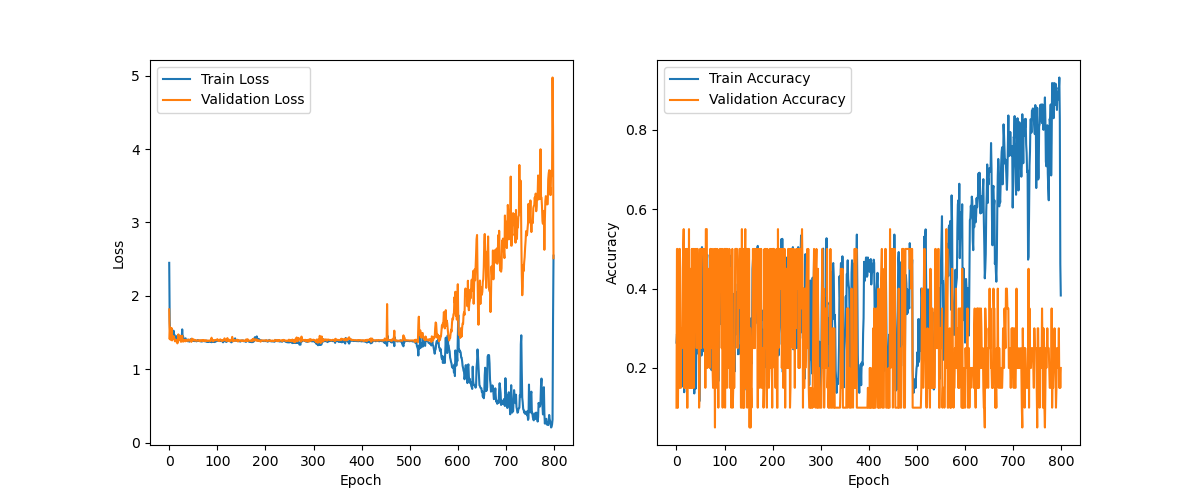 Train Loss
Validation Loss
5
4
3
2
1
0
Loss
0 100 200 300 400 500 600 700 800
Epoch
Train Accuracy
Validation Accuracy
0.8
0.6
0.4
0.2
Accuracy
0 100 200 300 400 500 600 700 800
Epoch